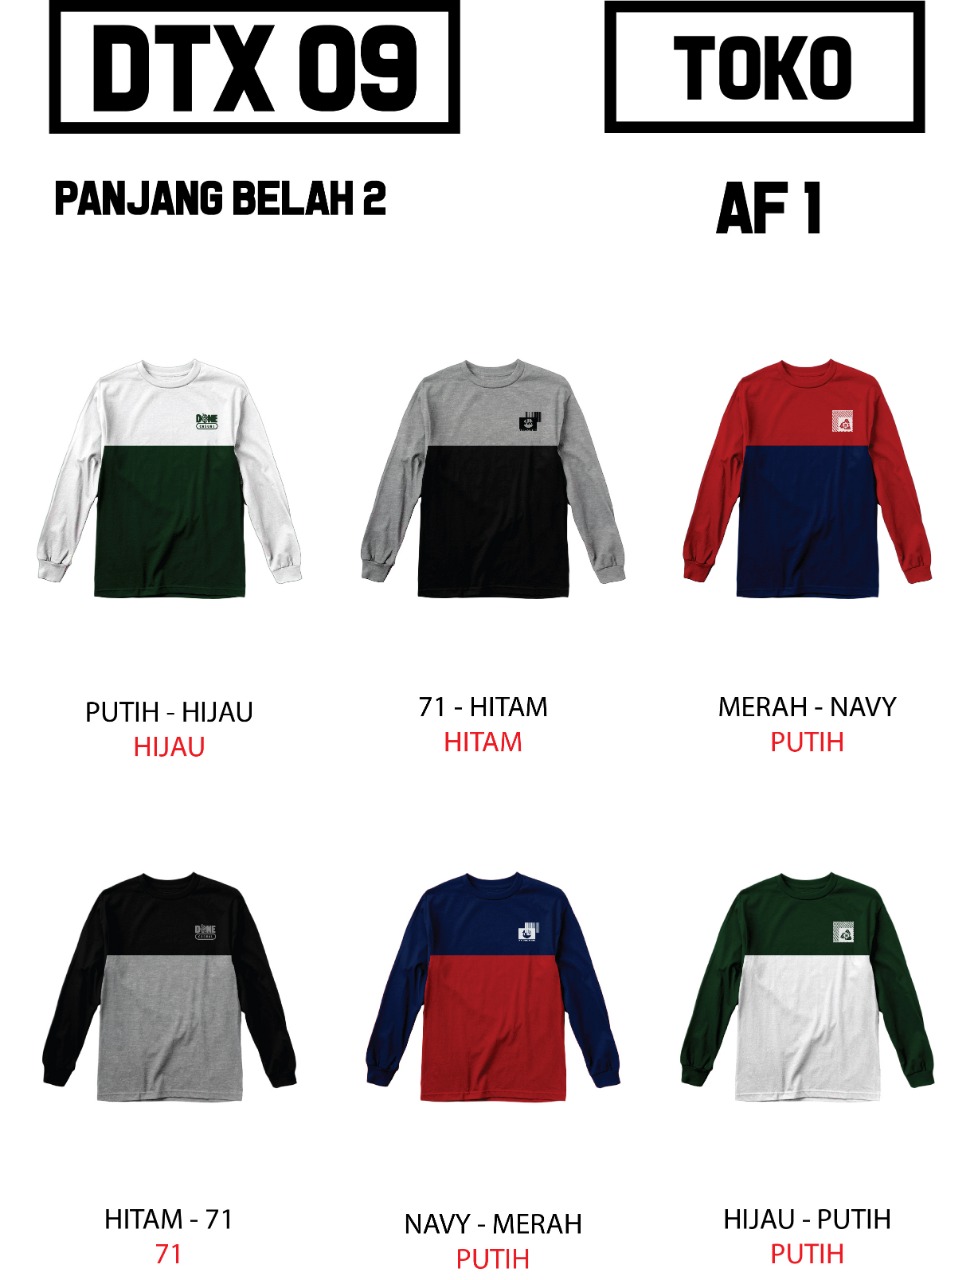 DTX 09
TOKO
PANJANG BELAH 2
AF 1
DONE
PUTIH - HIJAU
HIJAU
71 - HITAM
HITAM
MERAH - NAVY
PUTIH
DONE
HITAM - 71
71
NAVY - MERAH
PUTIH
HIJAU - PUTIH
PUTIH